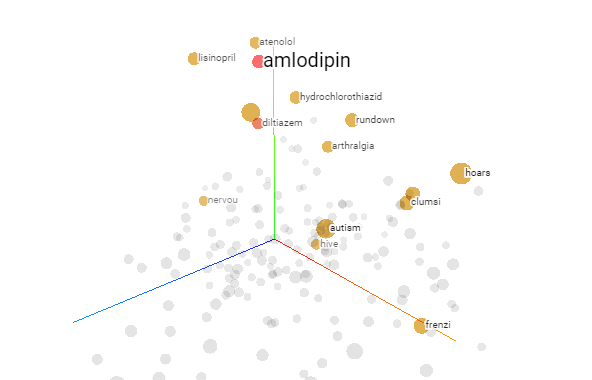 atenolol
lisinopril
amlodipin
hydrochlorothiazid
diltiazem
rundown
arthralgia
hoars
nervou
clumsi
autism
hive
frenzi